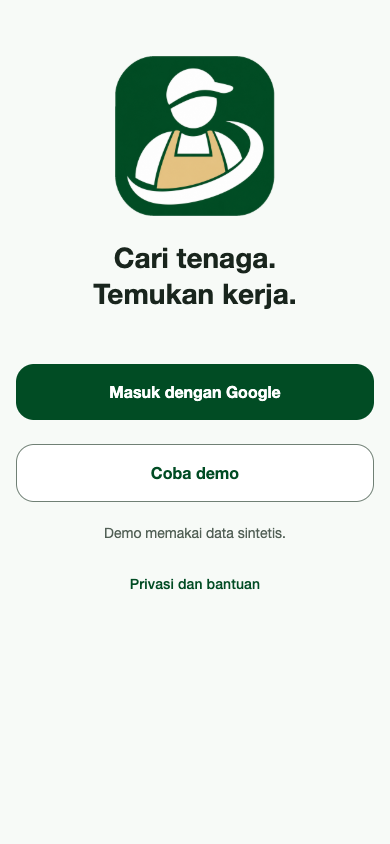 Cari tenaga.
Temukan kerja.
Masuk dengan Google
Coba demo
Demo memakai data sintetis.
Privasi dan bantuan